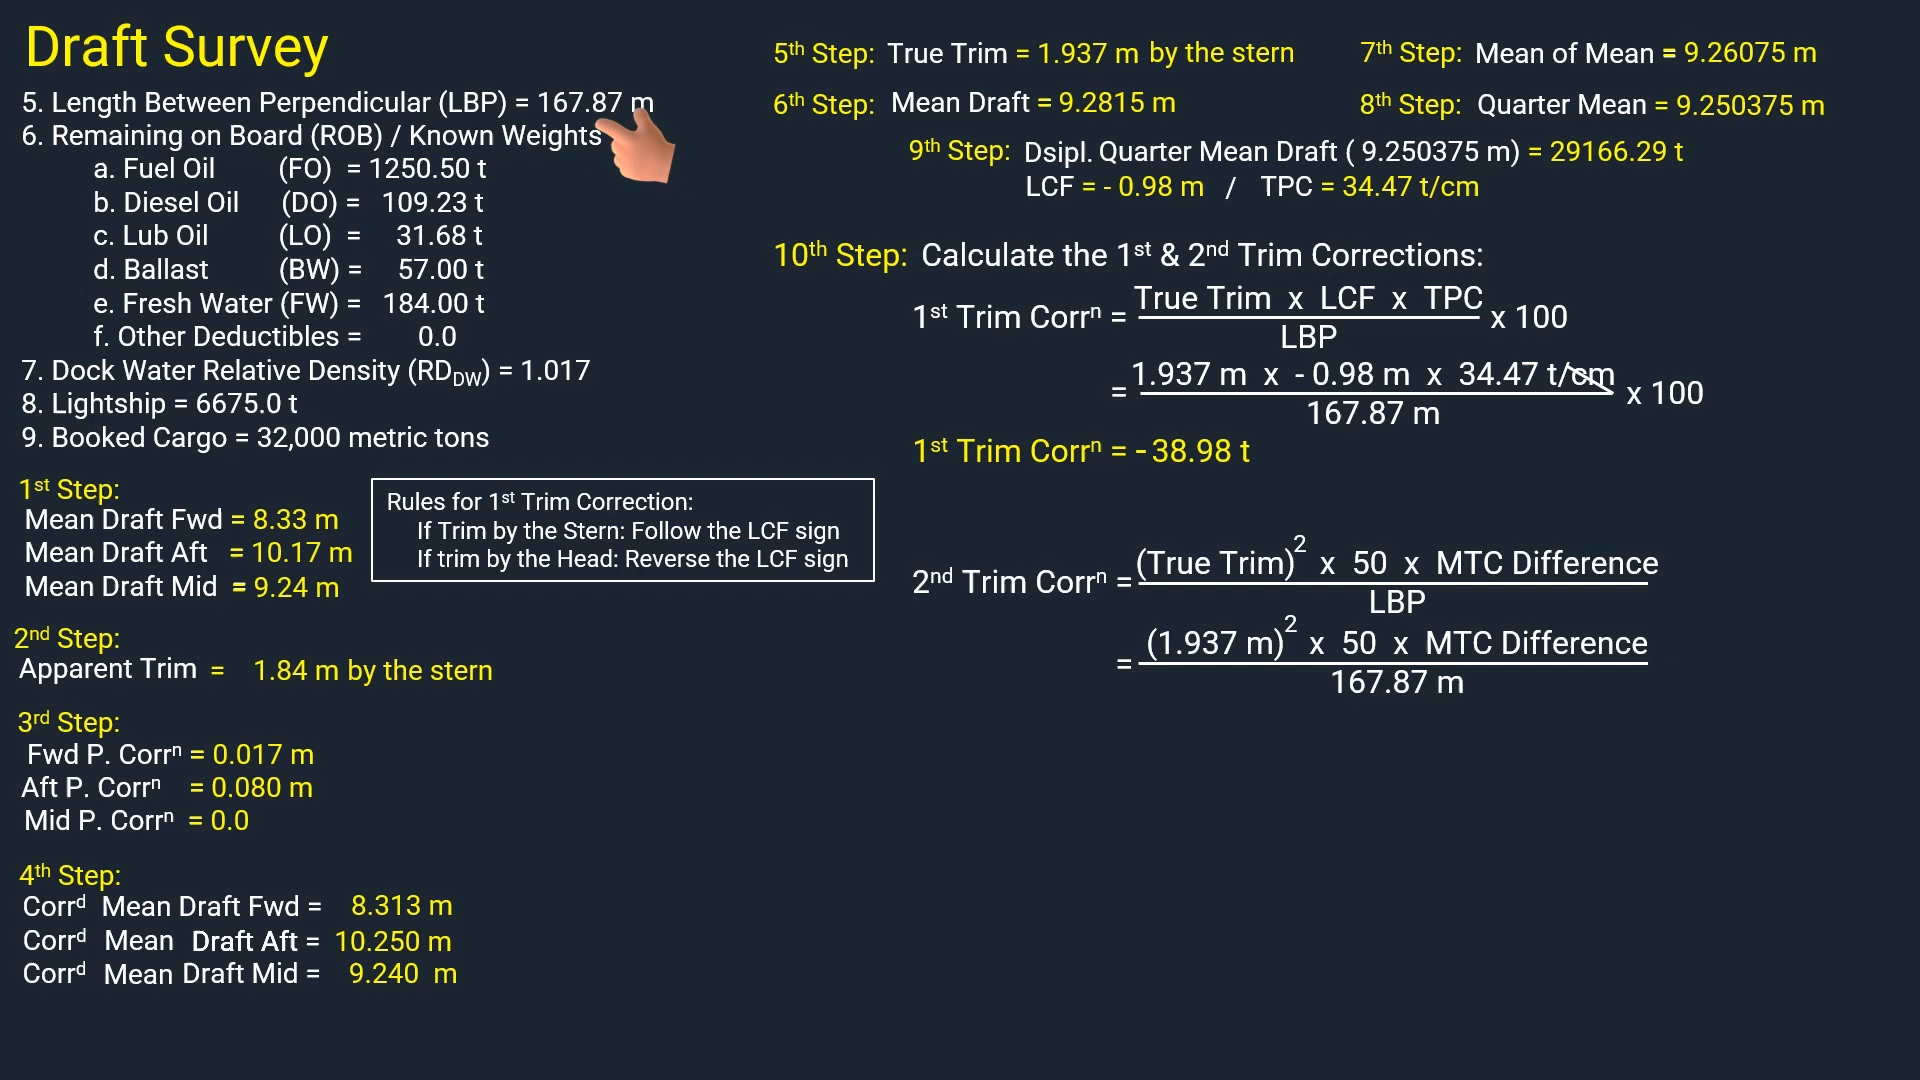 Draft Survey
5. Length Between Perpendicular (LBP) = 167.87 m
6. Remaining on Board (ROB) / Known Weights
a. Fuel Oil (FO) = 1250.50 t
b. Diesel Oil (DO) = 109.23 t
c. Lub Oil (LO) = 31.68 t
d. Ballast (BW) = 57.00 t
e. Fresh Water (FW) = 184.00 t
f. Other Deductibles = 0.0
7. Dock Water Relative Density (RD_DW) = 1.017
8. Lightship = 6675.0 t
9. Booked Cargo = 32,000 metric tons
1st Step:
Mean Draft Fwd = 8.33 m
Mean Draft Aft = 10.17 m
Mean Draft Mid = 9.24 m
Rules for 1st Trim Correction:
If Trim by the Stern: Follow the LCF sign
If trim by the Head: Reverse the LCF sign
2nd Step:
Apparent Trim = 1.84 m by the stern
3rd Step:
Fwd P. Corrn = 0.017 m
Aft P. Corrn = 0.080 m
Mid P. Corrn = 0.0
4th Step:
Corrd Mean Draft Fwd = 8.313 m
Corrd Mean Draft Aft = 10.250 m
Corrd Mean Draft Mid = 9.240 m
5th Step: True Trim = 1.937 m by the stern
6th Step: Mean Draft = 9.2815 m
7th Step: Mean of Mean = 9.26075 m
8th Step: Quarter Mean = 9.250375 m
9th Step: Dsipl. Quarter Mean Draft ( 9.250375 m) = 29166.29 t
LCF = - 0.98 m / TPC = 34.47 t/cm
10th Step: Calculate the 1st & 2nd Trim Corrections:
True Trim x LCF x TPC
1st Trim Corrn = x 100
LBP
1.937 m x - 0.98 m x 34.47 t/cm
= x 100
167.87 m
1st Trim Corrn = - 38.98 t
(True Trim)² x 50 x MTC Difference
2nd Trim Corrn =
LBP
(1.937 m)² x 50 x MTC Difference
=
167.87 m